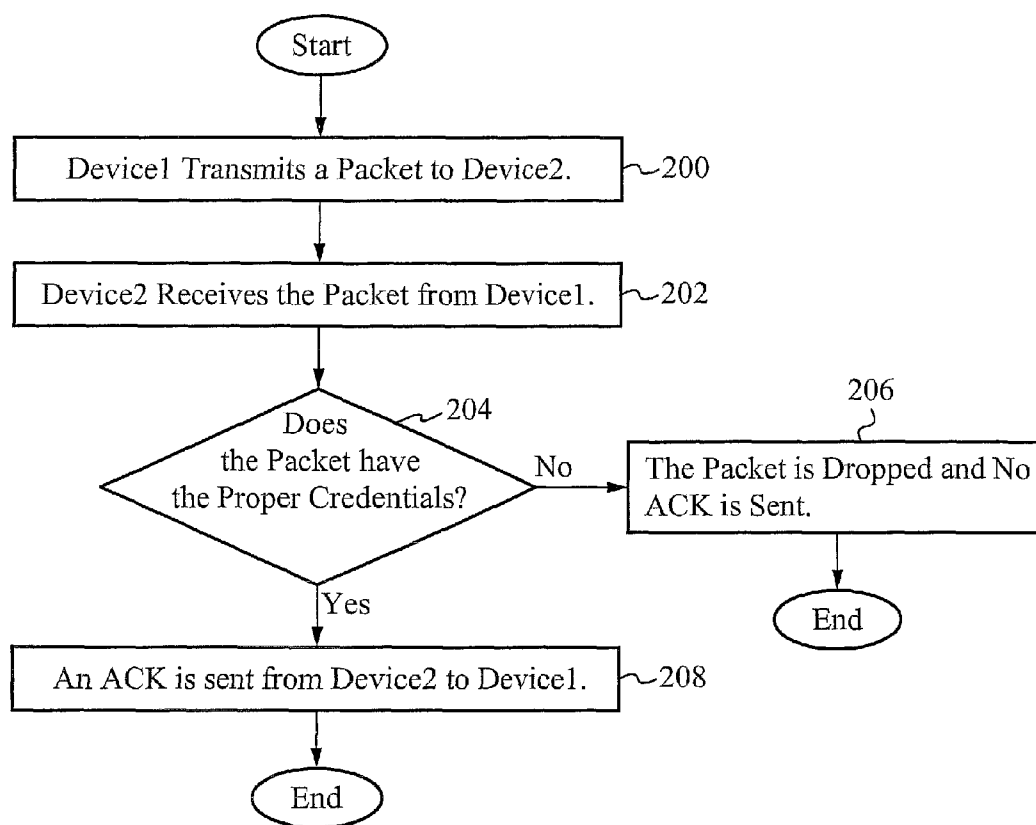 Start
Device1 Transmits a Packet to Device2.
200
Device2 Receives the Packet from Device1.
202
Does
the Packet have
the Proper Credentials?
204
No
206
The Packet is Dropped and No
ACK is Sent.
End
Yes
An ACK is sent from Device2 to Device1.
208
End